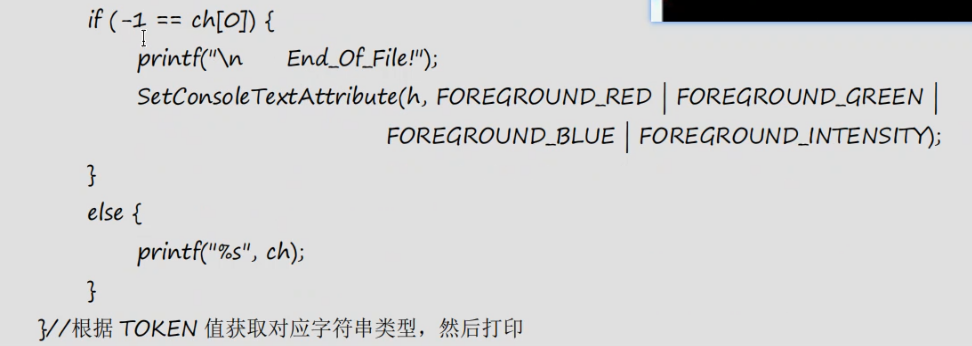 if (-1 == ch[0]) {
printf("\n      End_Of_File!");
SetConsoleTextAttribute(h, FOREGROUND_RED | FOREGROUND_GREEN |
FOREGROUND_BLUE | FOREGROUND_INTENSITY);
}
else {
printf("%s", ch);
}
}//根据 TOKEN 值获取对应字符串类型，然后打印